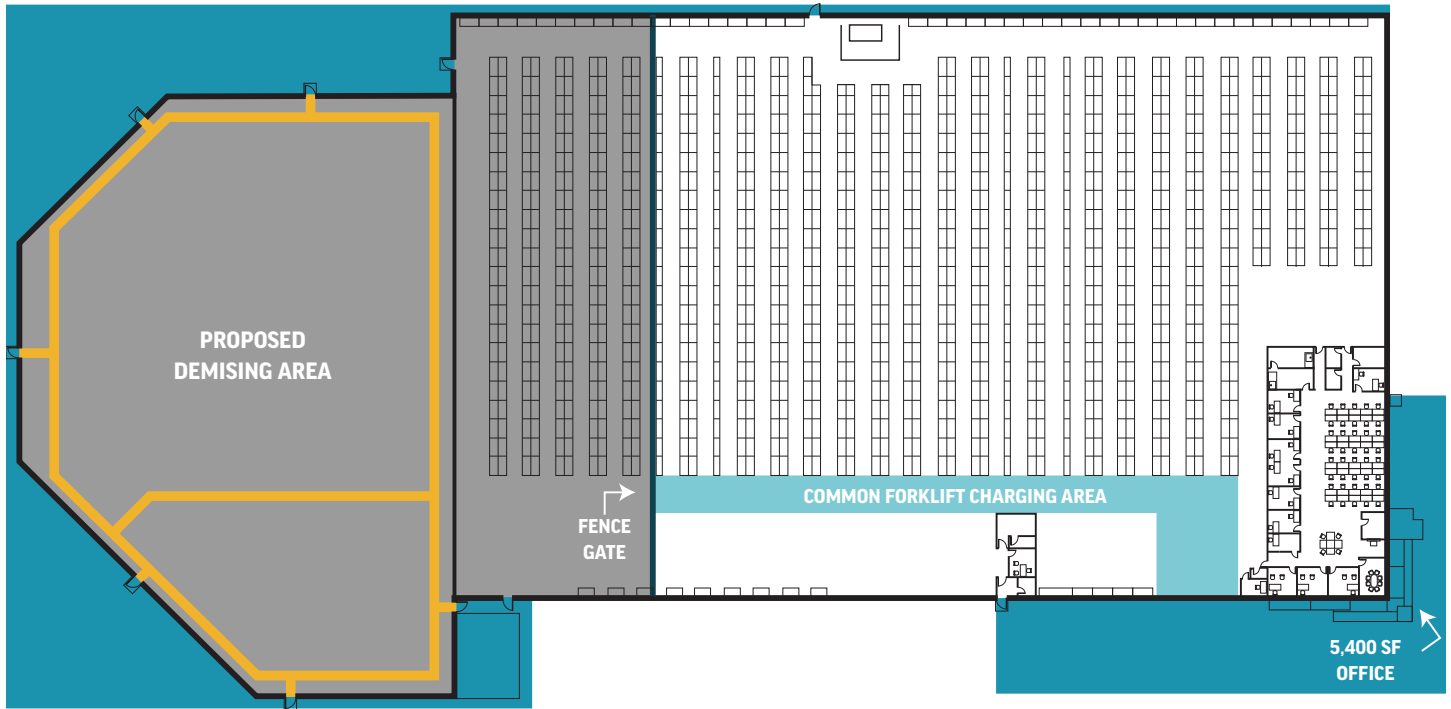 PROPOSED
DEMISING AREA
FENCE
GATE
COMMON FORKLIFT CHARGING AREA
5,400 SF
OFFICE